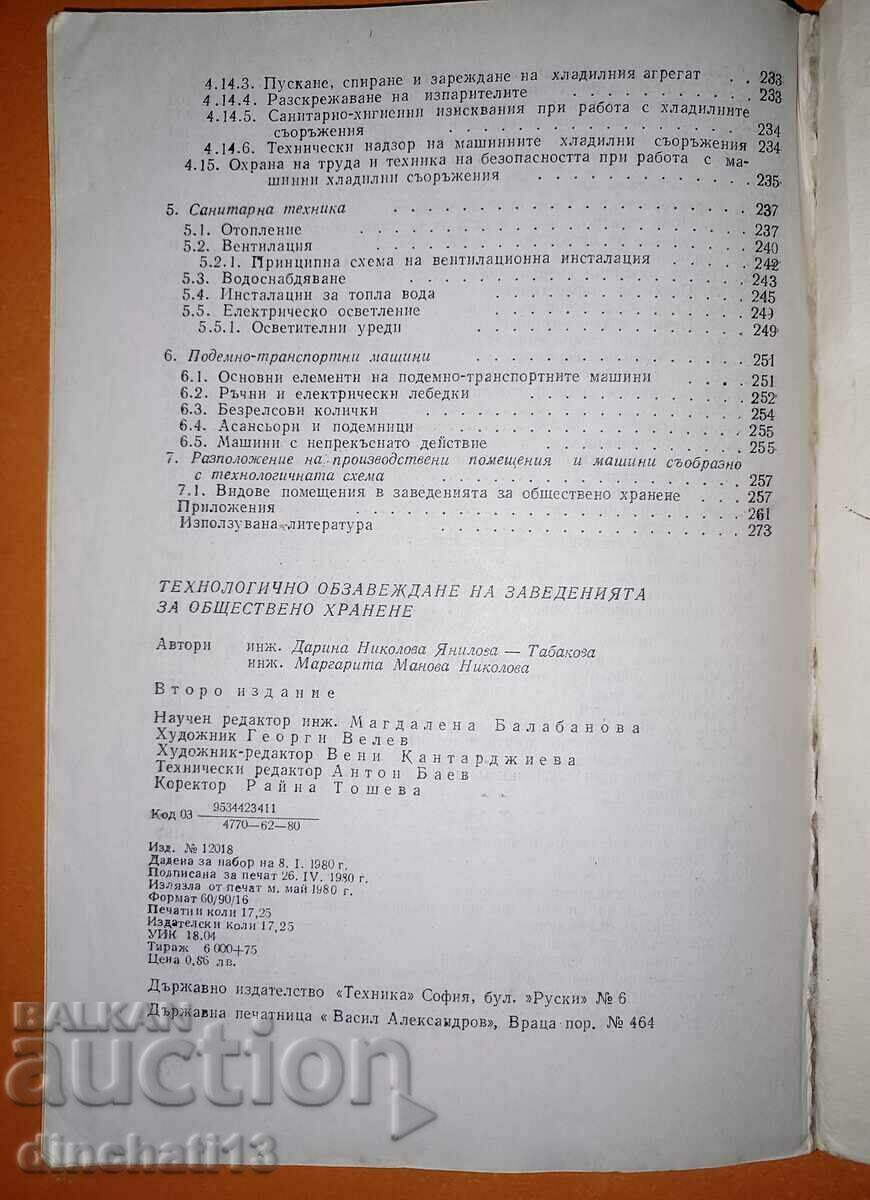 4.14.3. Пускане, спиране и зареждане на хладилния агрегат . . 233
4.14.4. Разскрежаване на изпарителите . . . . . . . . . . 233
4.14.5. Санитарно-хигиенни изисквания при работа с хладилните
съоръжения . . . . . . . . . . . . . . . . 234
4.14.6. Технически надзор на машинните хладилни съоръжения 234
4.15. Охрана на труда и техника на безопасността при работа с ма-
шинни хладилни съоръжения . . . . . . . . . . . . 235
5. Санитарна техника . . . . . . . . . . . . . . . . . . 237
5.1. Отопление . . . . . . . . . . . . . . . . . . . . 237
5.2. Вентилация . . . . . . . . . . . . . . . . . . . 240
5.2.1. Принципна схема на вентилационна инсталация . . . . . 242
5.3. Водоснабдяване . . . . . . . . . . . . . . . . . . 243
5.4. Инсталации за топла вода . . . . . . . . . . . . . 245
5.5. Електрическо осветление . . . . . . . . . . . . . 249
5.5.1. Осветителни уреди . . . . . . . . . . . . . . 249
6. Подемно-транспортни машини . . . . . . . . . . . . . . 251
6.1. Основни елементи на подемно-транспортните машини . . . . 251
6.2. Ръчни и електрически лебедки . . . . . . . . . . . . 252
6.3. Безрелсови колички . . . . . . . . . . . . . . . . 254
6.4. Асансьори и подемници . . . . . . . . . . . . . . . 255
6.5. Машини с непрекъснато действие . . . . . . . . . . . 255
7. Разположение на производствени помещения и машини съобразно
с технологичната схема . . . . . . . . . . . . . . 257
7.1. Видове помещения в заведенията за обществено хранене . . . 257
Приложения . . . . . . . . . . . . . . . . . . . . 261
Използувана литература . . . . . . . . . . . . . . . . 273
ТЕХНОЛОГИЧНО ОБЗАВЕЖДАНЕ НА ЗАВЕДЕНИЯТА
ЗА ОБЩЕСТВЕНО ХРАНЕНЕ
Автори инж. Дарина Николова Янилова — Табакова
инж. Маргарита Манова Николова
Второ издание
Научен редактор инж. Магдалена Балабанова
Художник Георги Велев
Художник-редактор Вени Кантарджиева
Технически редактор Антон Баев
Коректор Райна Тошева
Код 03 9534423411
4770—62—80
Изд. № 12018
Дадена за набор на 8. I. 1980 г.
Подписана за печат 26. IV. 1980 г.
Излязла от печат м. май 1980 г.
Формат 60/90/16
Печатни коли 17,25
Издателски коли 17,25
УИК 18.04
Тираж 6 000+75
Цена 0,86 лв.
Държавно издателство «Техника» София, бул. »Руски» № 6
Държавна печатница « Васил Александров», Враца пор. № 464
BALKAN
auction
dinchati13